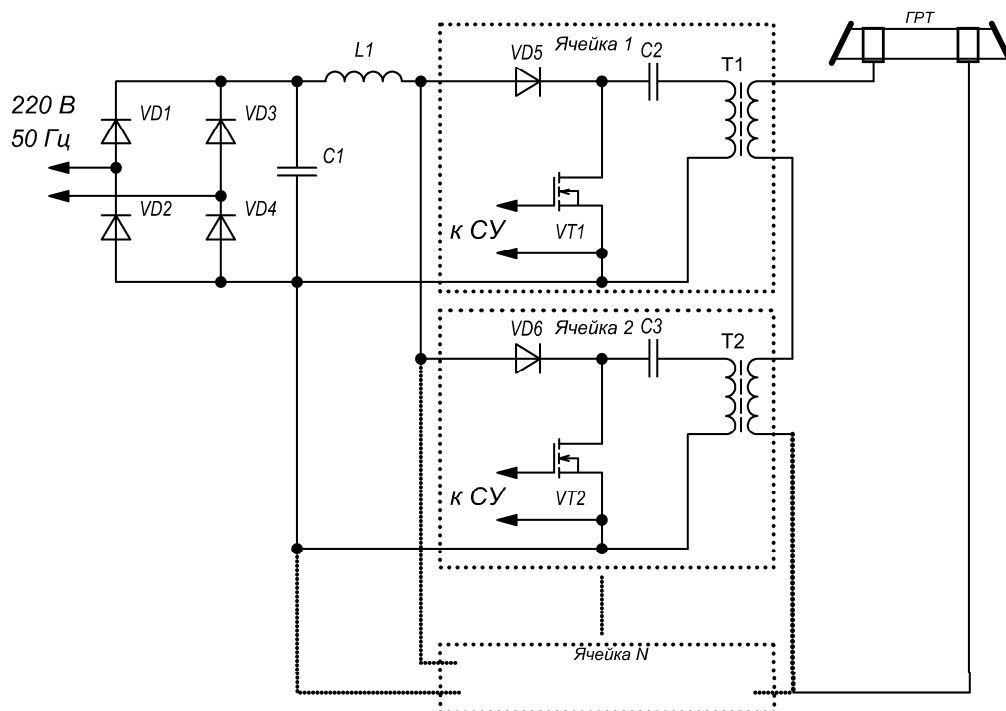 ГРТ
Ячейка 1
L1
VD5
C2
T1
220 В
50 Гц
VD1
VD3
C1
VD2
VD4
к СУ
VT1
Ячейка 2
VD6
C3
T2
к СУ
VT2
Ячейка N